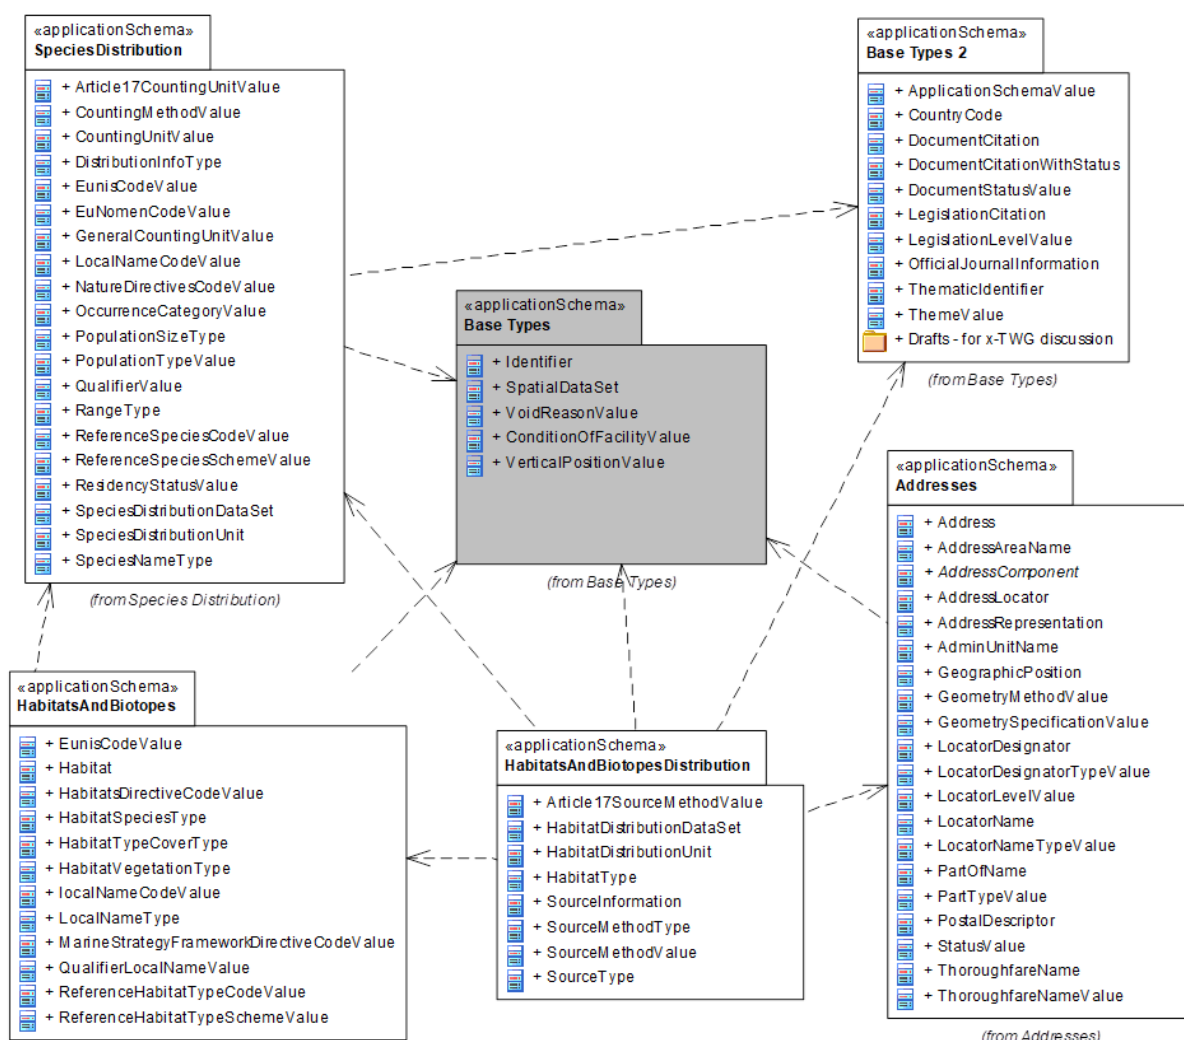 «applicationSchema»
SpeciesDistribution
+ Article17CountingUnitValue
+ CountingMethodValue
+ CountingUnitValue
+ DistributionInfoType
+ EunisCodeValue
+ EuNomenCodeValue
+ GeneralCountingUnitValue
+ LocalNameCodeValue
+ NatureDirectivesCodeValue
+ OccurrenceCategoryValue
+ PopulationSizeType
+ PopulationTypeValue
+ QualifierValue
+ RangeType
+ ReferenceSpeciesCodeValue
+ ReferenceSpeciesSchemeValue
+ ResidencyStatusValue
+ SpeciesDistributionDataSet
+ SpeciesDistributionUnit
+ SpeciesNameType
(from Species Distribution)
«applicationSchema»
Base Types 2
+ ApplicationSchemaValue
+ CountryCode
+ DocumentCitation
+ DocumentCitationWithStatus
+ DocumentStatusValue
+ LegislationCitation
+ LegislationLevelValue
+ OfficialJournalInformation
+ ThematicIdentifier
+ ThemeValue
+ Drafts - for x-TWG discussion
(from Base Types)
«applicationSchema»
Base Types
+ Identifier
+ SpatialDataSet
+ VoidReasonValue
+ ConditionOfFacilityValue
+ VerticalPositionValue
(from Base Types)
«applicationSchema»
Addresses
+ Address
+ AddressAreaName
+ AddressComponent
+ AddressLocator
+ AddressRepresentation
+ AdminUnitName
+ GeographicPosition
+ GeometryMethodValue
+ GeometrySpecificationValue
+ LocatorDesignator
+ LocatorDesignatorTypeValue
+ LocatorLevelValue
+ LocatorName
+ LocatorNameTypeValue
+ PartOfName
+ PartTypeValue
+ PostalDescriptor
+ StatusValue
+ ThoroughfareName
+ ThoroughfareNameValue
(from Addresses)
«applicationSchema»
HabitatsAndBiotopes
+ EunisCodeValue
+ Habitat
+ HabitatsDirectiveCodeValue
+ HabitatSpeciesType
+ HabitatTypeCoverType
+ HabitatVegetationType
+ localNameCodeValue
+ LocalNameType
+ MarineStrategyFrameworkDirectiveCodeValue
+ QualifierLocalNameValue
+ ReferenceHabitatTypeCodeValue
+ ReferenceHabitatTypeSchemeValue
«applicationSchema»
HabitatsAndBiotopesDistribution
+ Article17SourceMethodValue
+ HabitatDistributionDataSet
+ HabitatDistributionUnit
+ HabitatType
+ SourceInformation
+ SourceMethodType
+ SourceMethodValue
+ SourceType